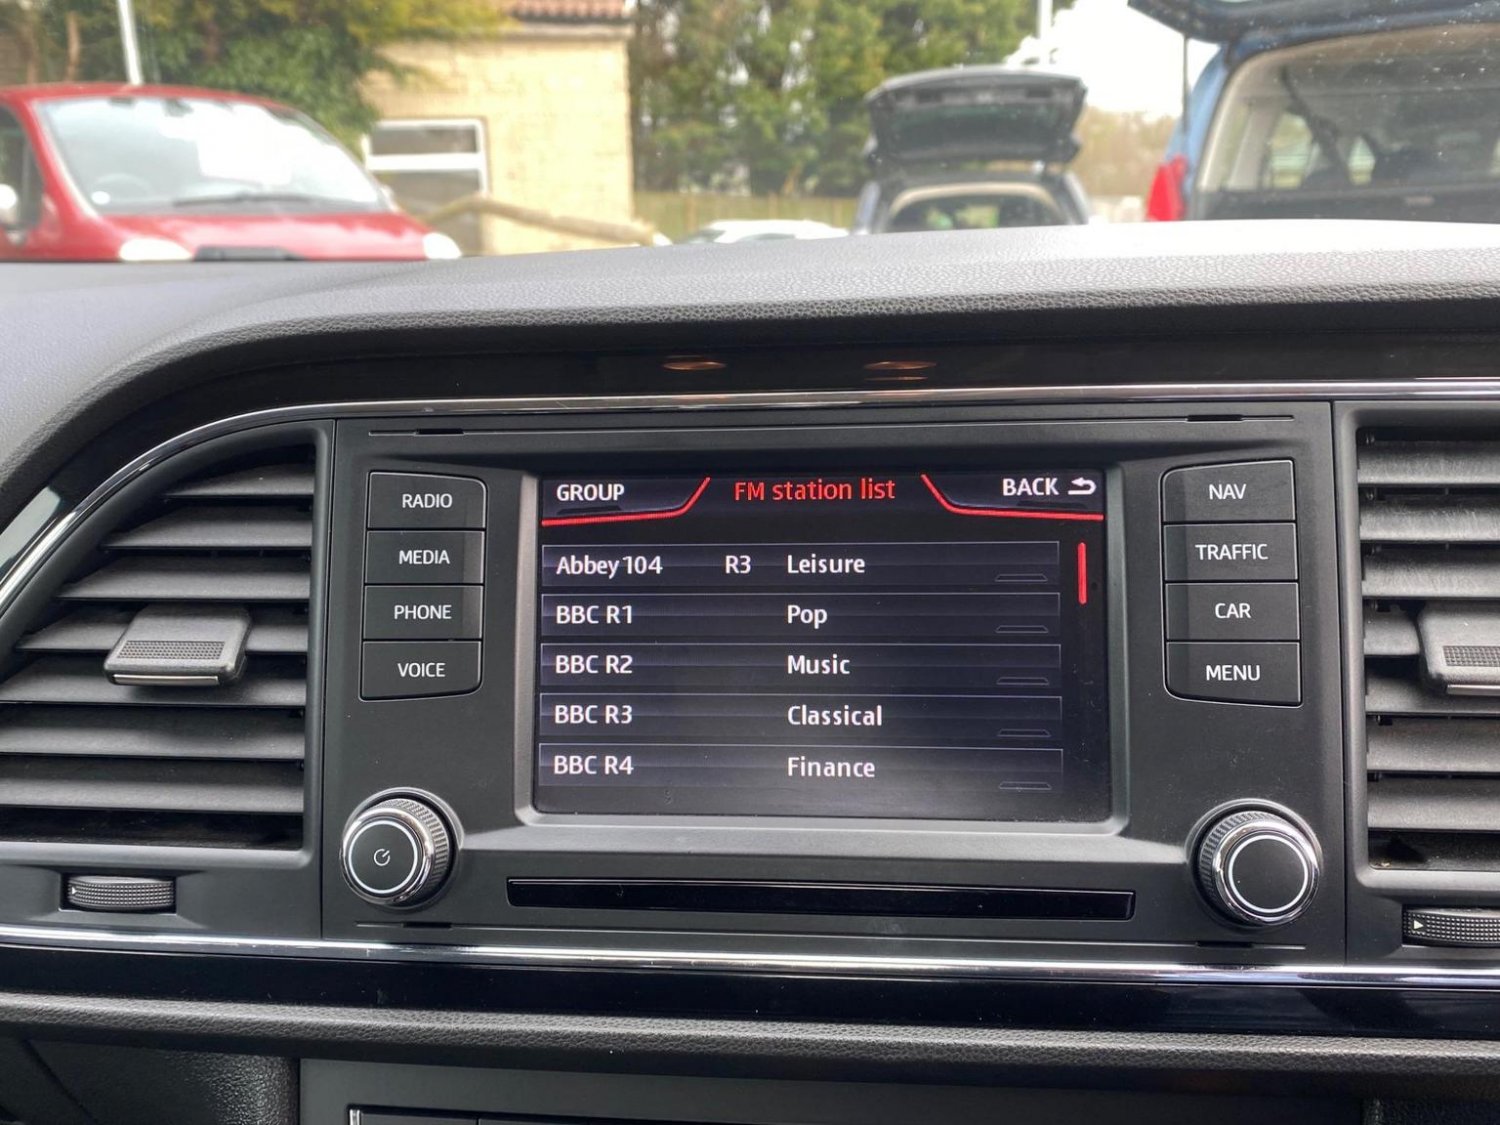 GROUP FM station list BACK
Abbey 104 R3 Leisure
BBC R1 Pop
BBC R2 Music
BBC R3 Classical
BBC R4 Finance
RADIO
MEDIA
PHONE
VOICE
NAV
TRAFFIC
CAR
MENU